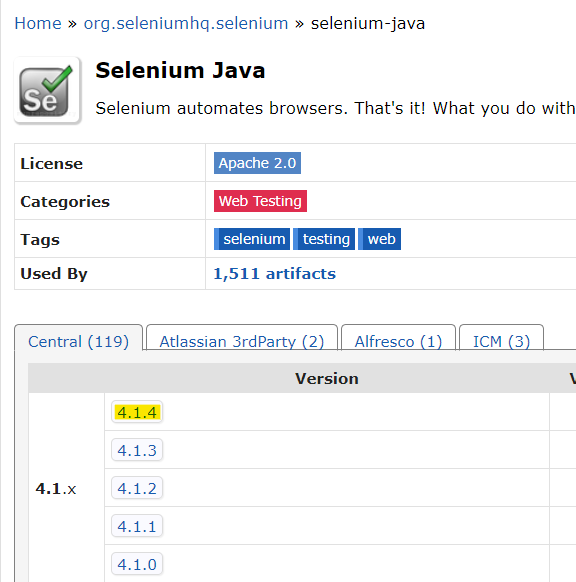 Home » org.seleniumhq.selenium » selenium-java
Se
Selenium Java
Selenium automates browsers. That's it! What you do with
License Apache 2.0
Categories Web Testing
Tags selenium testing web
Used By 1,511 artifacts
Central (119) Atlassian 3rdParty (2) Alfresco (1) ICM (3)
Version V
4.1.4
4.1.3
4.1.x 4.1.2
4.1.1
4.1.0